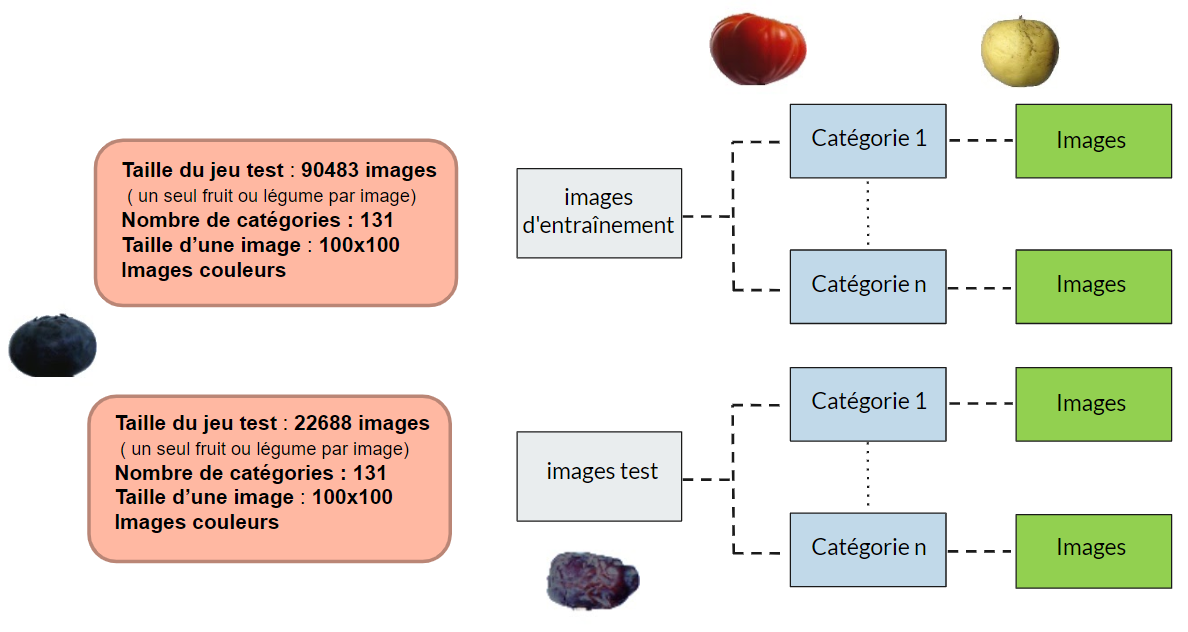 Taille du jeu test : 90483 images
( un seul fruit ou légume par image)
Nombre de catégories : 131
Taille d’une image : 100x100
Images couleurs
images
d'entraînement
Catégorie 1
Images
Catégorie n
Images
Taille du jeu test : 22688 images
( un seul fruit ou légume par image)
Nombre de catégories : 131
Taille d’une image : 100x100
Images couleurs
images test
Catégorie 1
Images
Catégorie n
Images